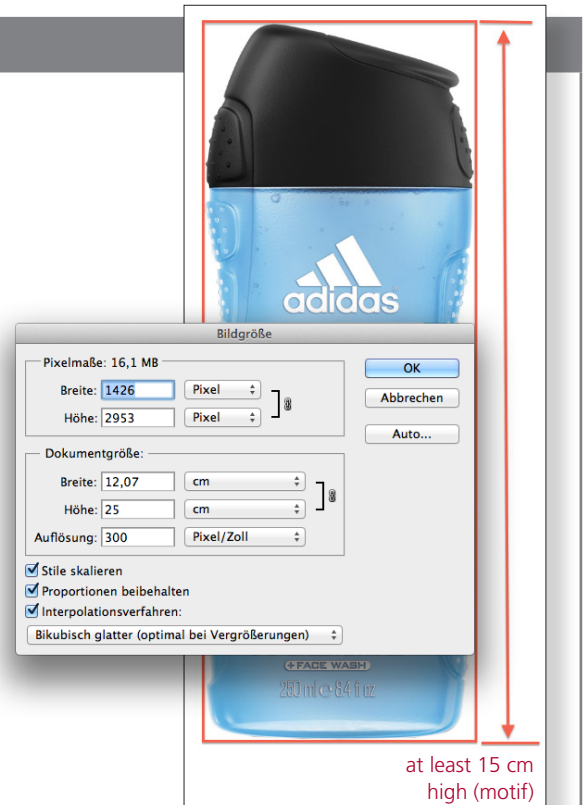 adidas
Bildgröße
Pixelmaße: 16,1 MB
Breite: 1426 Pixel
Höhe: 2953 Pixel
Dokumentgröße:
Breite: 12,07 cm
Höhe: 25 cm
Auflösung: 300 Pixel/Zoll
Stile skalieren
Proportionen beibehalten
Interpolationsverfahren:
Bikubisch glatter (optimal bei Vergrößerungen)
OK
Abbrechen
Auto...
+ FACE WASH
250 ml e 8.4 fl oz
at least 15 cm
high (motif)